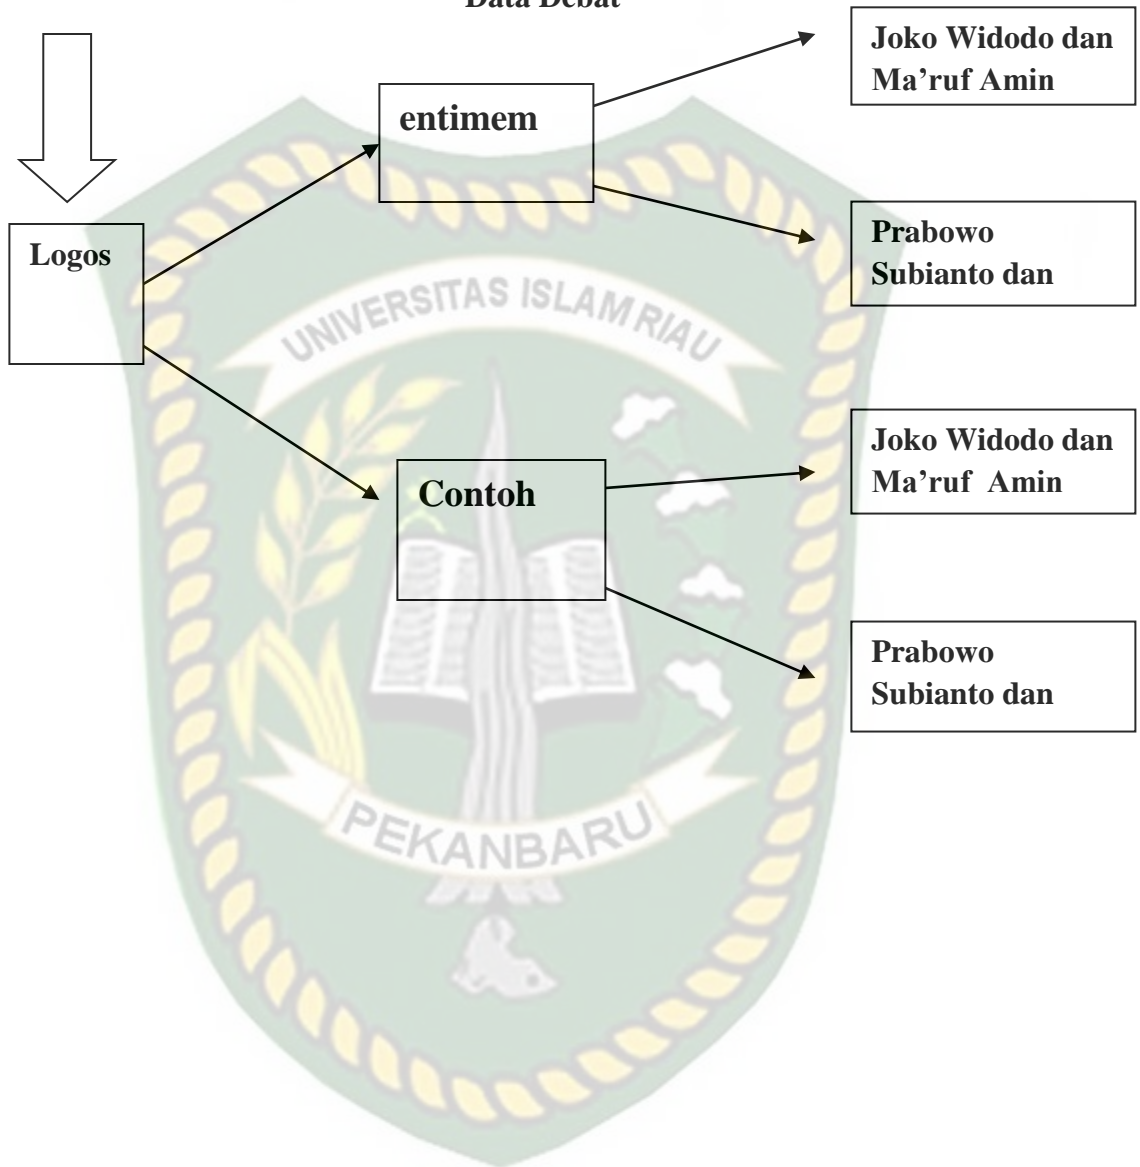 Data Debat
Joko Widodo dan
Ma’ruf Amin
entimem
Prabowo
Subianto dan
Logos
UNIVERSITAS ISLAM RIAU
Joko Widodo dan
Ma’ruf  Amin
Contoh
Prabowo
Subianto dan
PEKANBARU